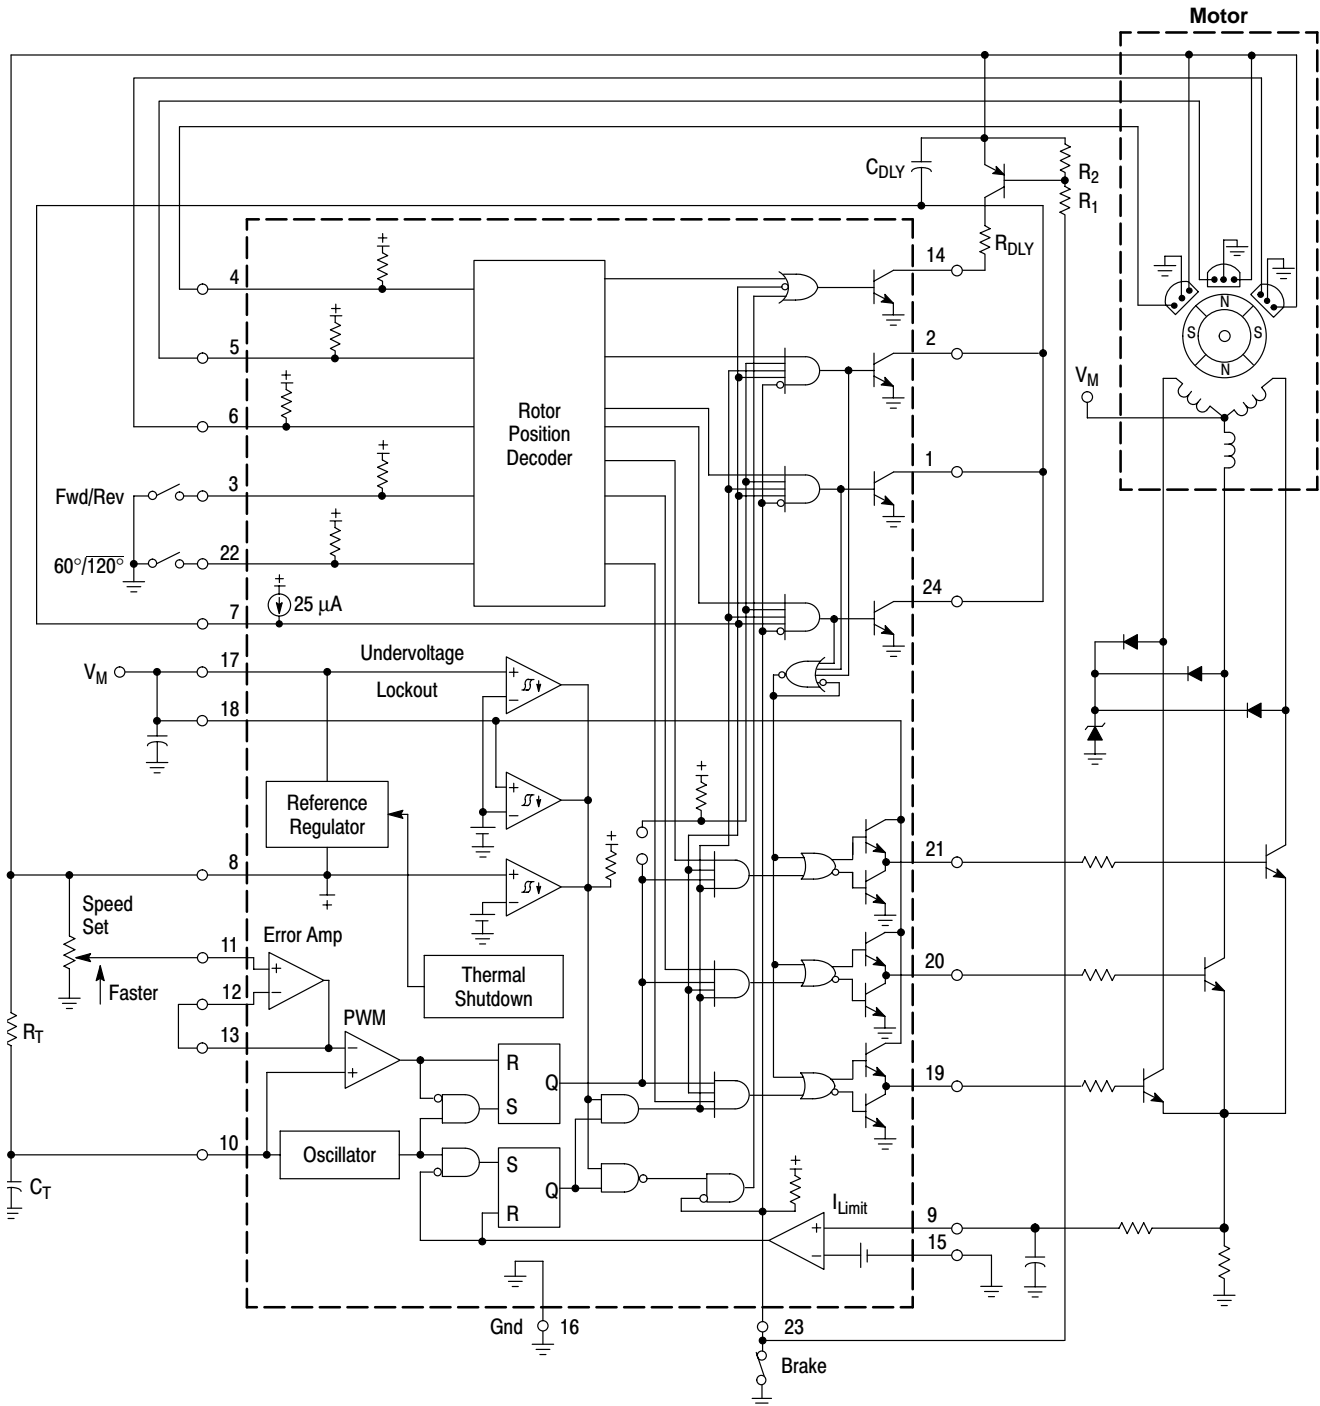 Motor
C_DLY
R_2
R_1
R_DLY
14
4
N
S
S
N
5
2
V_M
6
Rotor
Position
Decoder
1
Fwd/Rev
3
60°/120°
22
24
25 µA
7
V_M
17
Undervoltage
Lockout
18
+
−
Reference
Regulator
+
−
8
+
−
21
Speed
Set
11
Error Amp
+
−
Thermal
Shutdown
20
Faster
12
R_T
13
PWM
−
+
R
Q
S
19
10
Oscillator
S
Q
R
C_T
I_Limit
+
−
9
15
Gnd
16
23
Brake